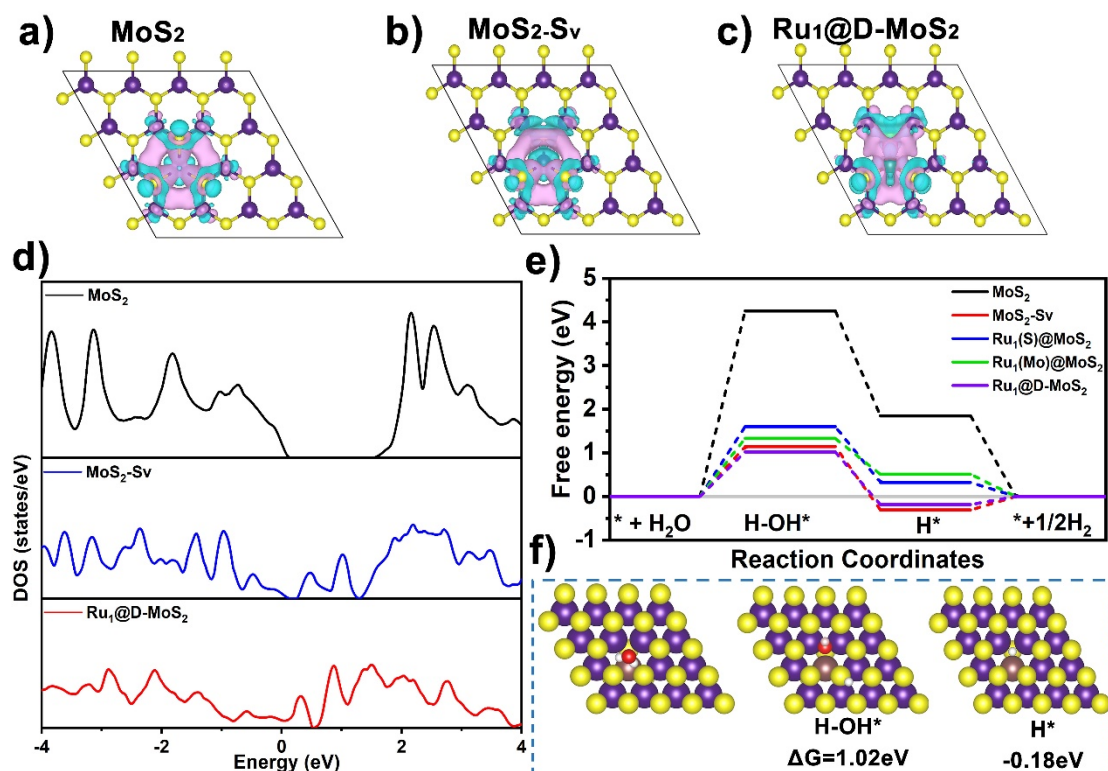 a) MoS₂
b) MoS₂-Sᵥ
c) Ru₁@D-MoS₂
d)
MoS₂
MoS₂-Sv
Ru₁@D-MoS₂
DOS (states/eV)
-4 -2 0 2 4
Energy (eV)
e)
5
4
3
2
1
0
-1
Free energy (eV)
MoS₂
MoS₂-Sv
Ru₁(S)@MoS₂
Ru₁(Mo)@MoS₂
Ru₁@D-MoS₂
* + H₂O H-OH* H* *+1/2H₂
Reaction Coordinates
f)
H-OH* H*
ΔG=1.02eV -0.18eV